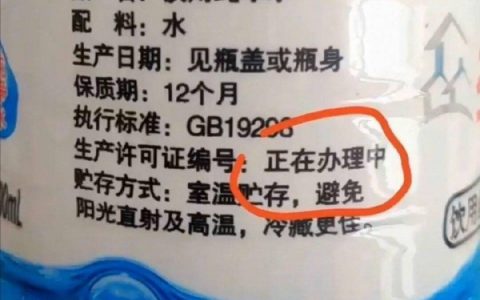 配 料：水
生产日期：见瓶盖或瓶身
保质期：12个月
执行标准：GB19298
生产许可证编号：正在办理中
贮存方式：室温贮存，避免
阳光直射及高温，冷藏更佳。
饮用